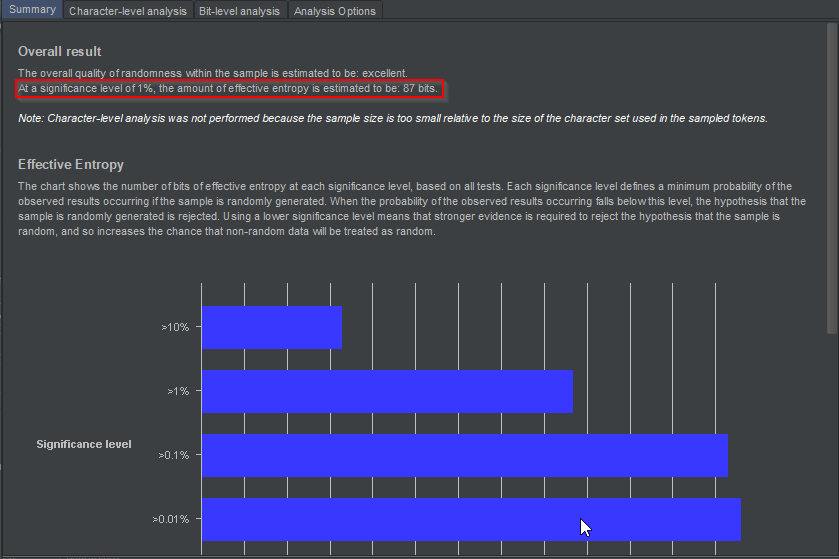 Summary Character-level analysis Bit-level analysis Analysis Options
Overall result
The overall quality of randomness within the sample is estimated to be: excellent.
At a significance level of 1%, the amount of effective entropy is estimated to be: 87 bits.
Note: Character-level analysis was not performed because the sample size is too small relative to the size of the character set used in the sampled tokens.
Effective Entropy
The chart shows the number of bits of effective entropy at each significance level, based on all tests. Each significance level defines a minimum probability of the
observed results occurring if the sample is randomly generated. When the probability of the observed results occurring falls below this level, the hypothesis that the
sample is randomly generated is rejected. Using a lower significance level means that stronger evidence is required to reject the hypothesis that the sample is
random, and so increases the chance that non-random data will be treated as random.
>10%
>1%
Significance level
>0.1%
>0.01%